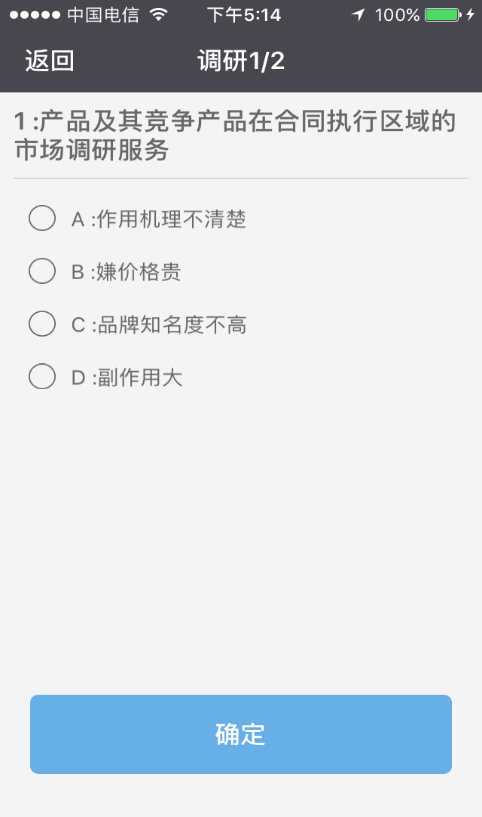 中国电信 下午5:14 100%
返回 调研1/2
1 :产品及其竞争产品在合同执行区域的
市场调研服务
A :作用机理不清楚
B :嫌价格贵
C :品牌知名度不高
D :副作用大
确定